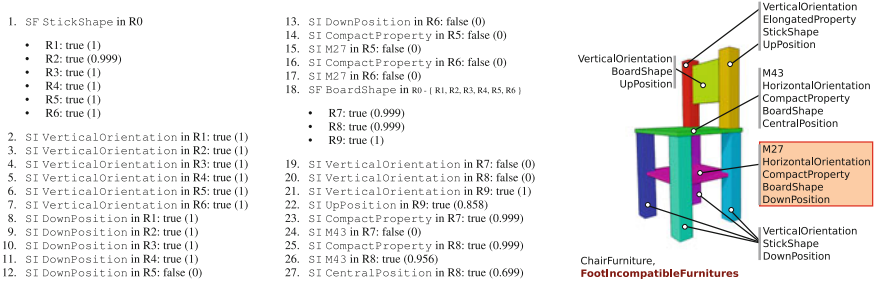 1. SF StickShape in R0
• R1: true (1)
• R2: true (0.999)
• R3: true (1)
• R4: true (1)
• R5: true (1)
• R6: true (1)
2. SI VerticalOrientation in R1: true (1)
3. SI VerticalOrientation in R2: true (1)
4. SI VerticalOrientation in R3: true (1)
5. SI VerticalOrientation in R4: true (1)
6. SI VerticalOrientation in R5: true (1)
7. SI VerticalOrientation in R6: true (1)
8. SI DownPosition in R1: true (1)
9. SI DownPosition in R2: true (1)
10. SI DownPosition in R3: true (1)
11. SI DownPosition in R4: true (1)
12. SI DownPosition in R5: false (0)
13. SI DownPosition in R6: false (0)
14. SI CompactProperty in R5: false (0)
15. SI M27 in R5: false (0)
16. SI CompactProperty in R6: false (0)
17. SI M27 in R6: false (0)
18. SF BoardShape in R0 - { R1, R2, R3, R4, R5, R6 }
• R7: true (0.999)
• R8: true (0.999)
• R9: true (1)
19. SI VerticalOrientation in R7: false (0)
20. SI VerticalOrientation in R8: false (0)
21. SI VerticalOrientation in R9: true (1)
22. SI UpPosition in R9: true (0.858)
23. SI CompactProperty in R7: true (0.999)
24. SI M43 in R7: false (0)
25. SI CompactProperty in R8: true (0.999)
26. SI M43 in R8: true (0.956)
27. SI CentralPosition in R8: true (0.699)
VerticalOrientation
ElongatedProperty
StickShape
UpPosition
VerticalOrientation
BoardShape
UpPosition
M43
HorizontalOrientation
CompactProperty
BoardShape
CentralPosition
M27
HorizontalOrientation
CompactProperty
BoardShape
DownPosition
VerticalOrientation
StickShape
DownPosition
ChairFurniture,
FootIncompatibleFurnitures